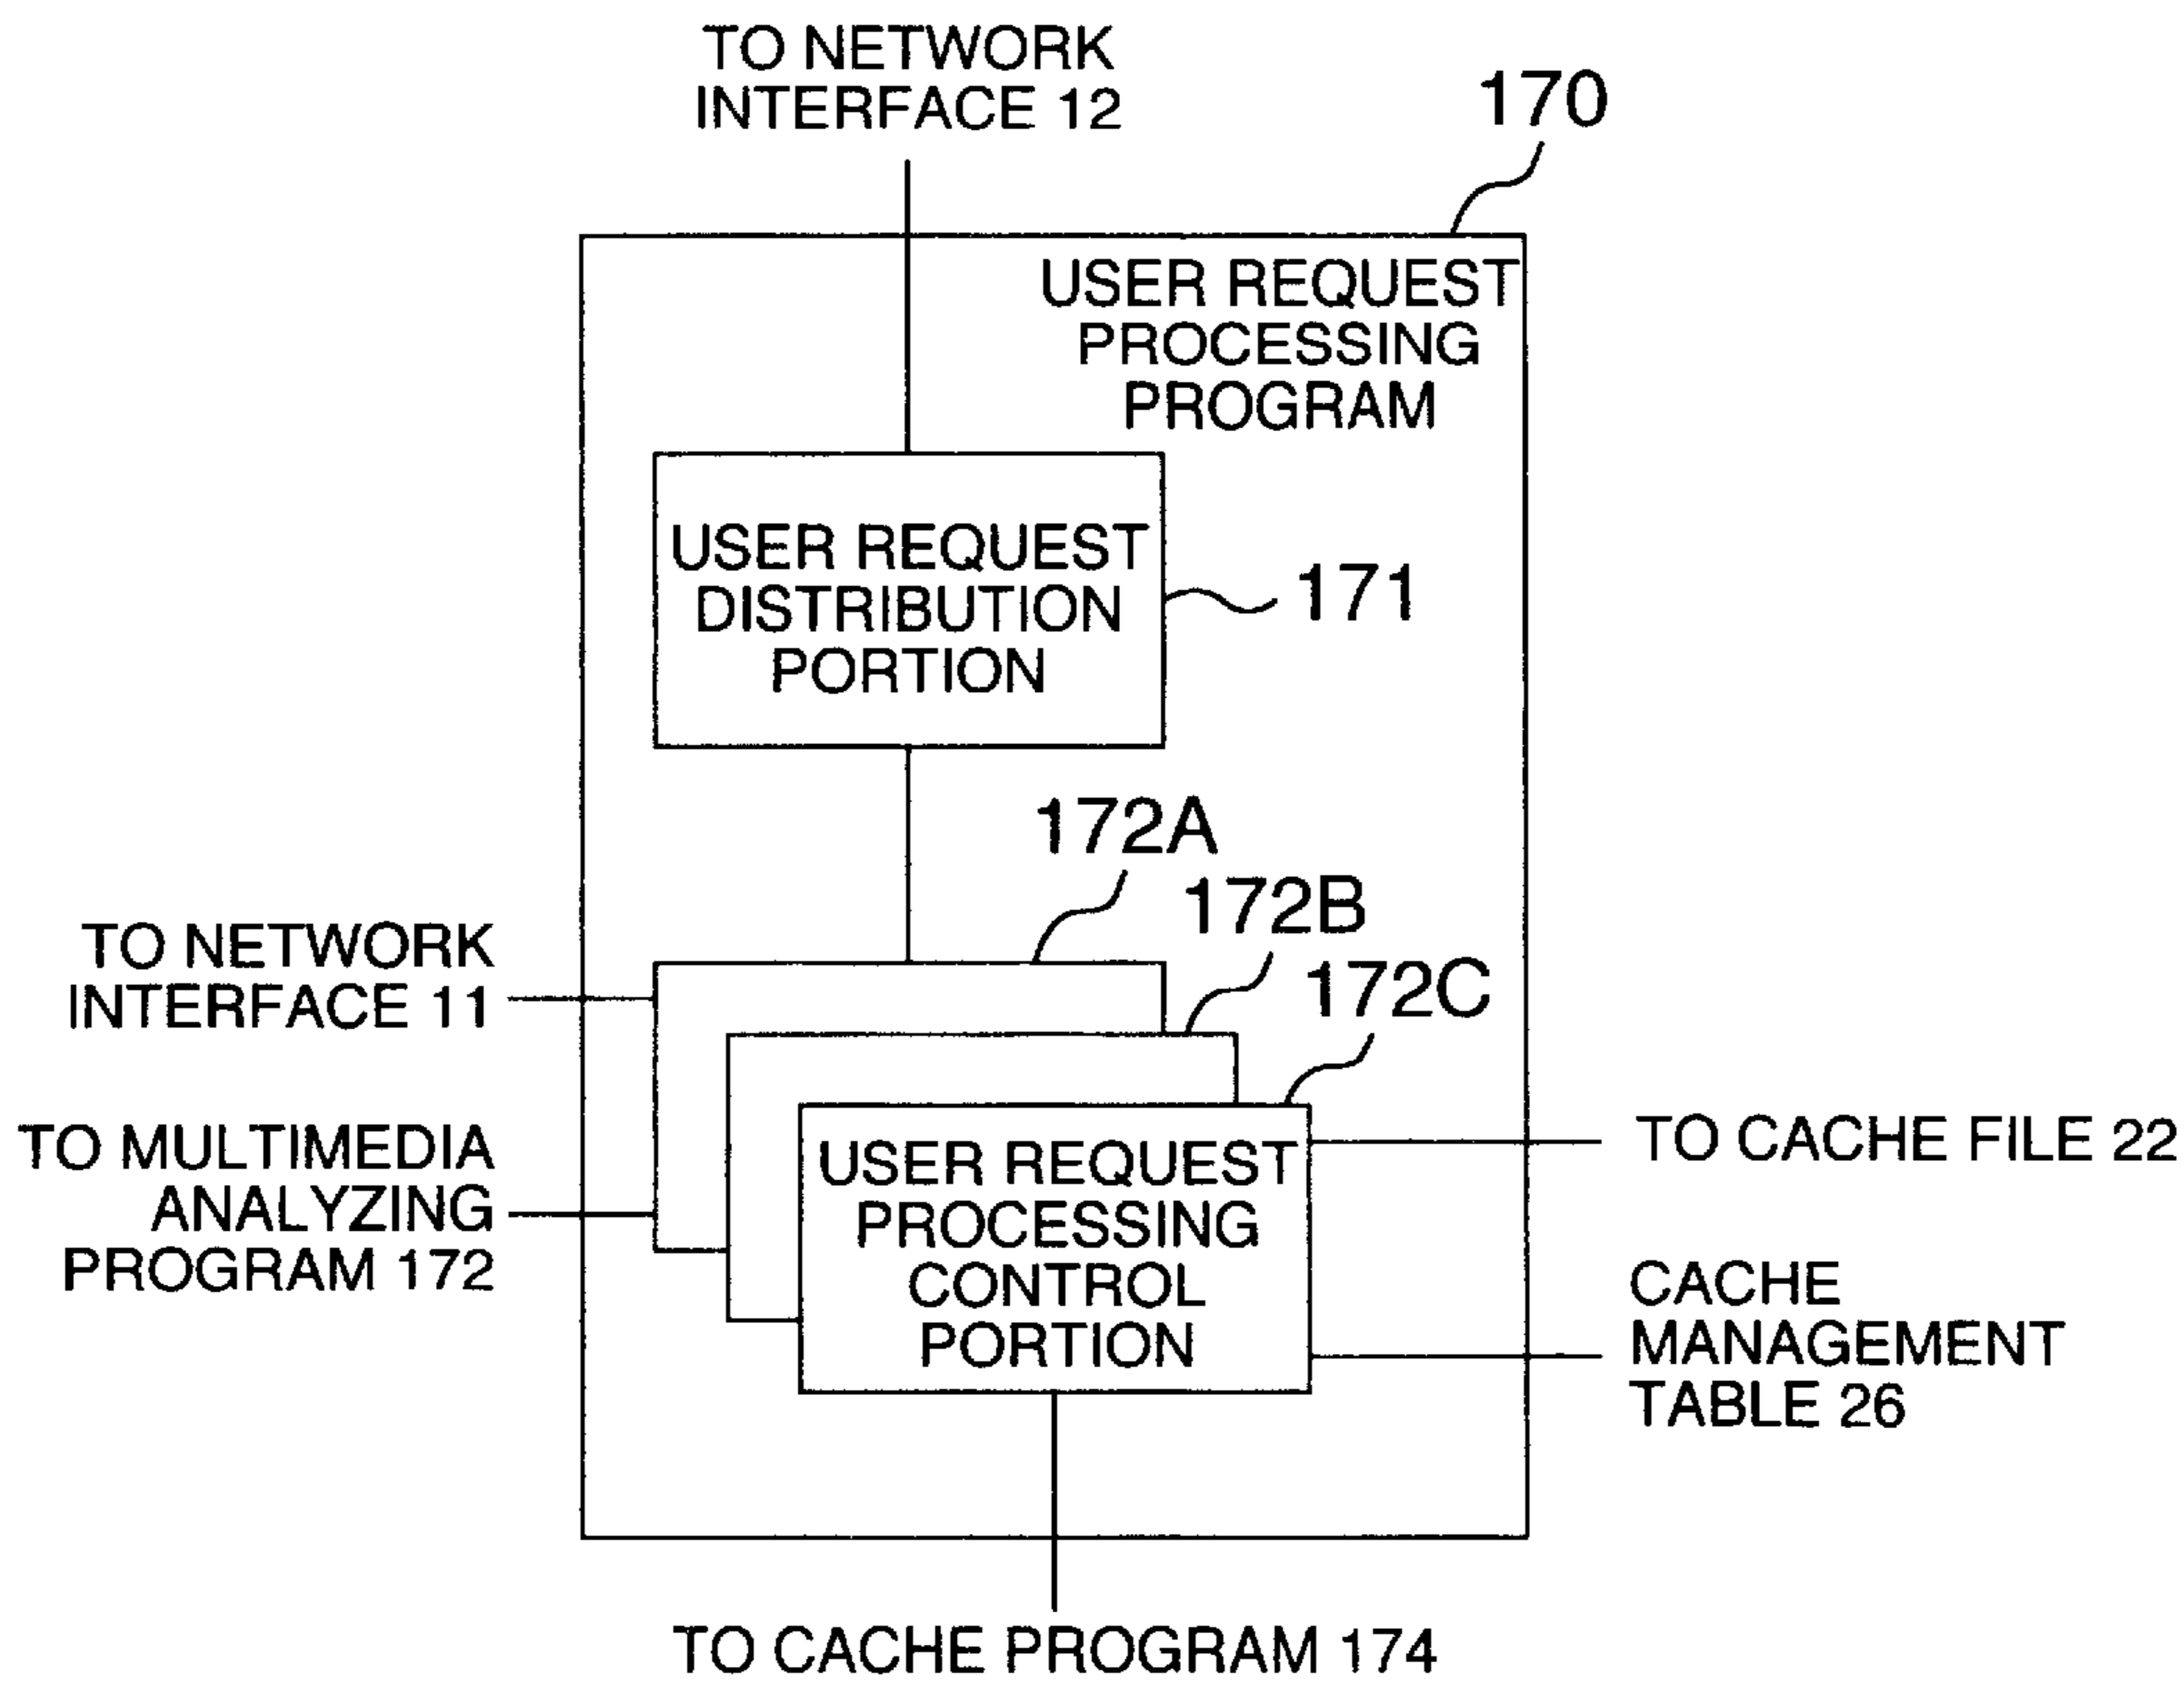 TO NETWORK
INTERFACE 12
170
USER REQUEST
PROCESSING
PROGRAM
USER REQUEST
DISTRIBUTION
PORTION
171
172A
172B
172C
TO NETWORK
INTERFACE 11
TO MULTIMEDIA
ANALYZING
PROGRAM 172
USER REQUEST
PROCESSING
CONTROL
PORTION
TO CACHE FILE 22
CACHE
MANAGEMENT
TABLE 26
TO CACHE PROGRAM 174